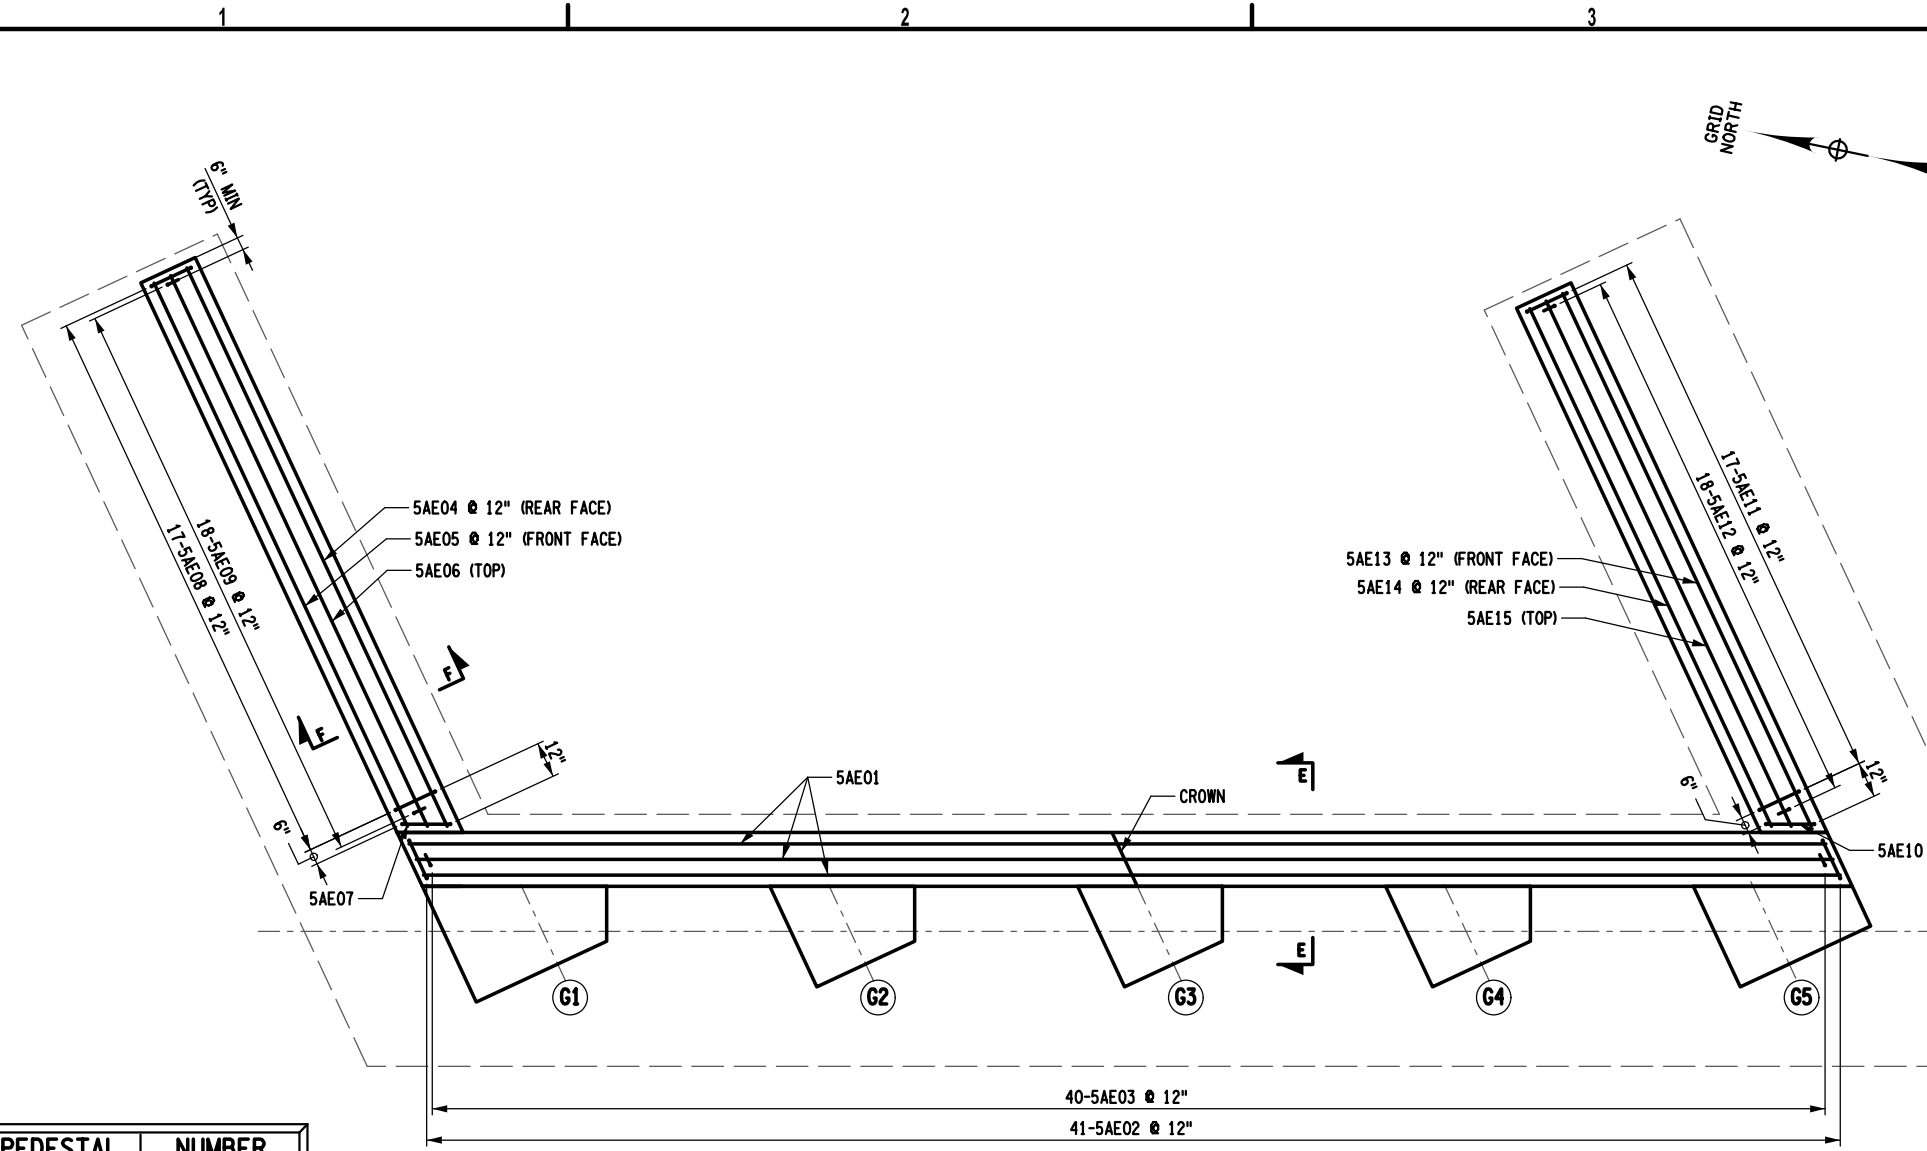 1
2
3
GRID
NORTH
6" MIN
(TYP)
5AE04 @ 12" (REAR FACE)
5AE05 @ 12" (FRONT FACE)
5AE06 (TOP)
18-5AE09 @ 12"
17-5AE08 @ 12"
17-5AE11 @ 12"
18-5AE12 @ 12"
5AE13 @ 12" (FRONT FACE)
5AE14 @ 12" (REAR FACE)
5AE15 (TOP)
F
F
12"
6"
5AE07
5AE01
CROWN
E
E
6"
12"
5AE10
G1
G2
G3
G4
G5
40-5AE03 @ 12"
41-5AE02 @ 12"
PEDESTAL
NUMBER